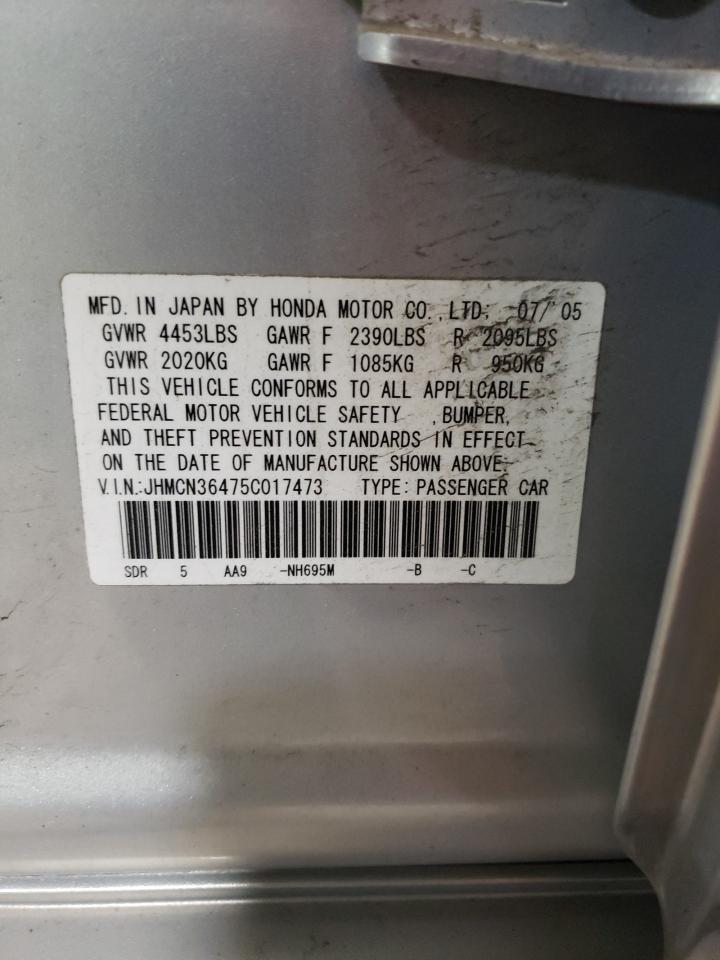 MFD. IN JAPAN BY HONDA MOTOR CO.,LTD. 07/ 05
GVWR 4453LBS GAWR F 2390LBS R 2095LBS
GVWR 2020KG GAWR F 1085KG R 950KG
THIS VEHICLE CONFORMS TO ALL APPLICABLE
FEDERAL MOTOR VEHICLE SAFETY , BUMPER,
AND THEFT PREVENTION STANDARDS IN EFFECT
ON THE DATE OF MANUFACTURE SHOWN ABOVE.
V.I.N.:JHMCN36475C017473 TYPE: PASSENGER CAR
SDR 5 AA9 -NH695M -B -C